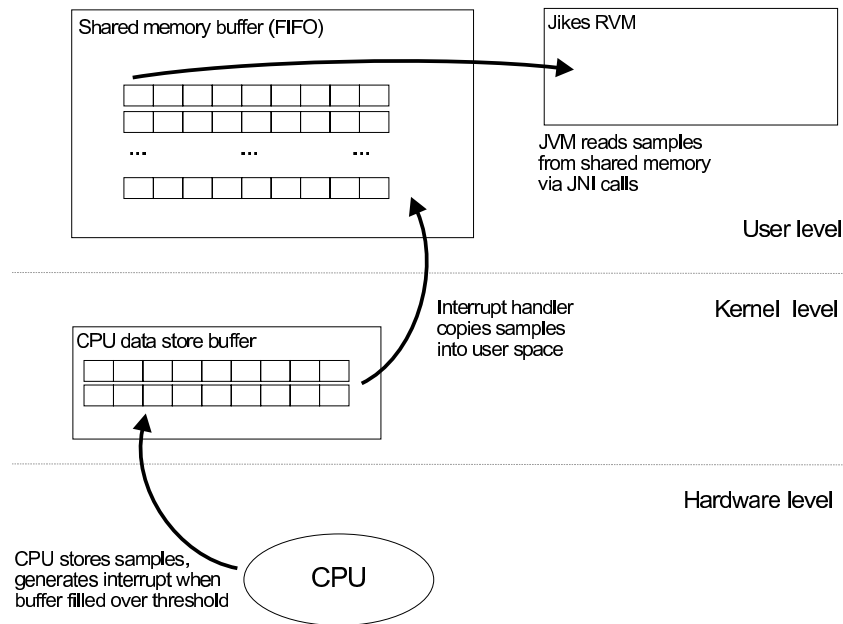 Shared memory buffer (FIFO)
Jikes RVM
... ... ...
JVM reads samples
from shared memory
via JNI calls
User level
Kernel level
Interrupt handler
copies samples
into user space
CPU data store buffer
Hardware level
CPU stores samples,
generates interrupt when
buffer filled over threshold
CPU